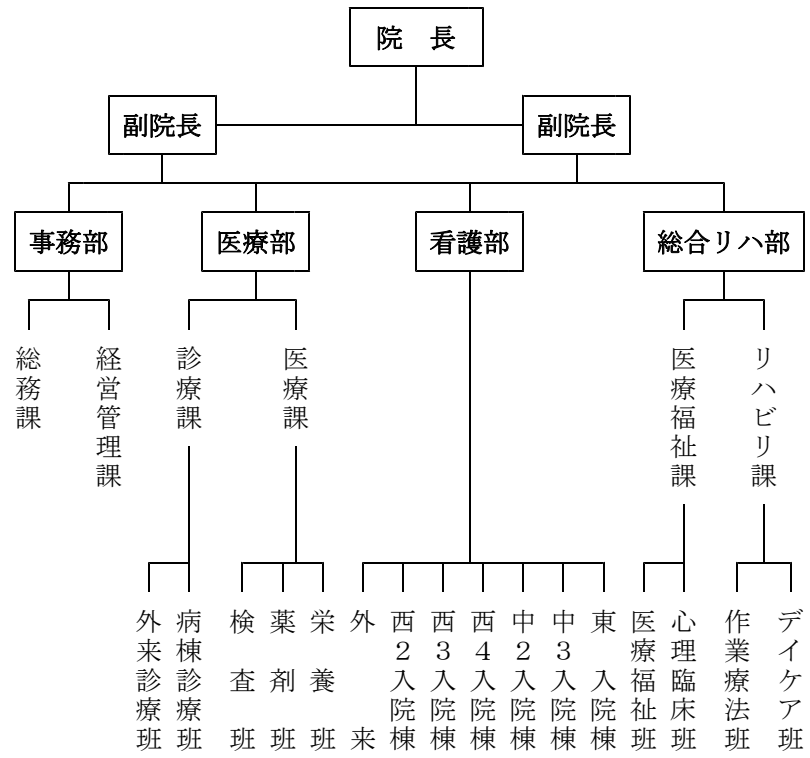 院　長
副院長
副院長
事務部
医療部
看護部
総合リハ部
総務課
経営管理課
診療課
医療課
医療福祉課
リハビリ課
外来診療班
病棟診療班
検査班
薬剤班
栄養班
外来
西２入院棟
西３入院棟
西４入院棟
中２入院棟
中３入院棟
東入院棟
医療福祉班
心理臨床班
作業療法班
デイケア班